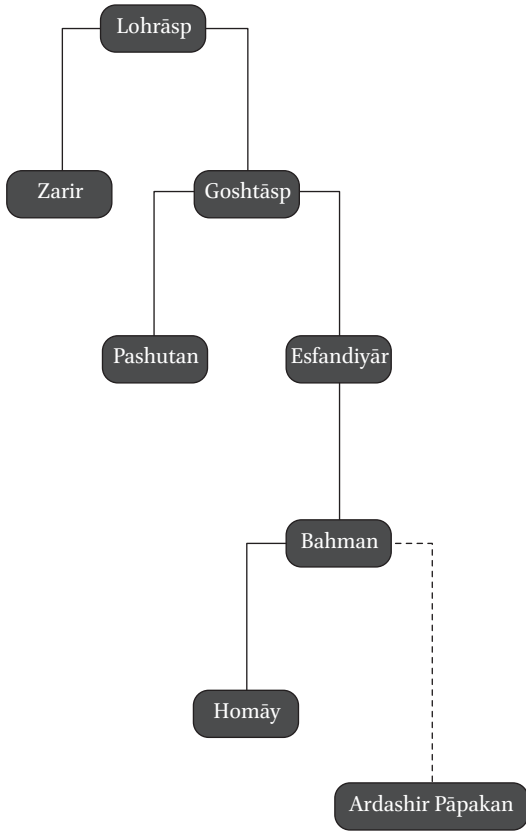 Lohrāsp
Zarir
Goshtāsp
Pashutan
Esfandiyār
Bahman
Homāy
Ardashir Pāpakan